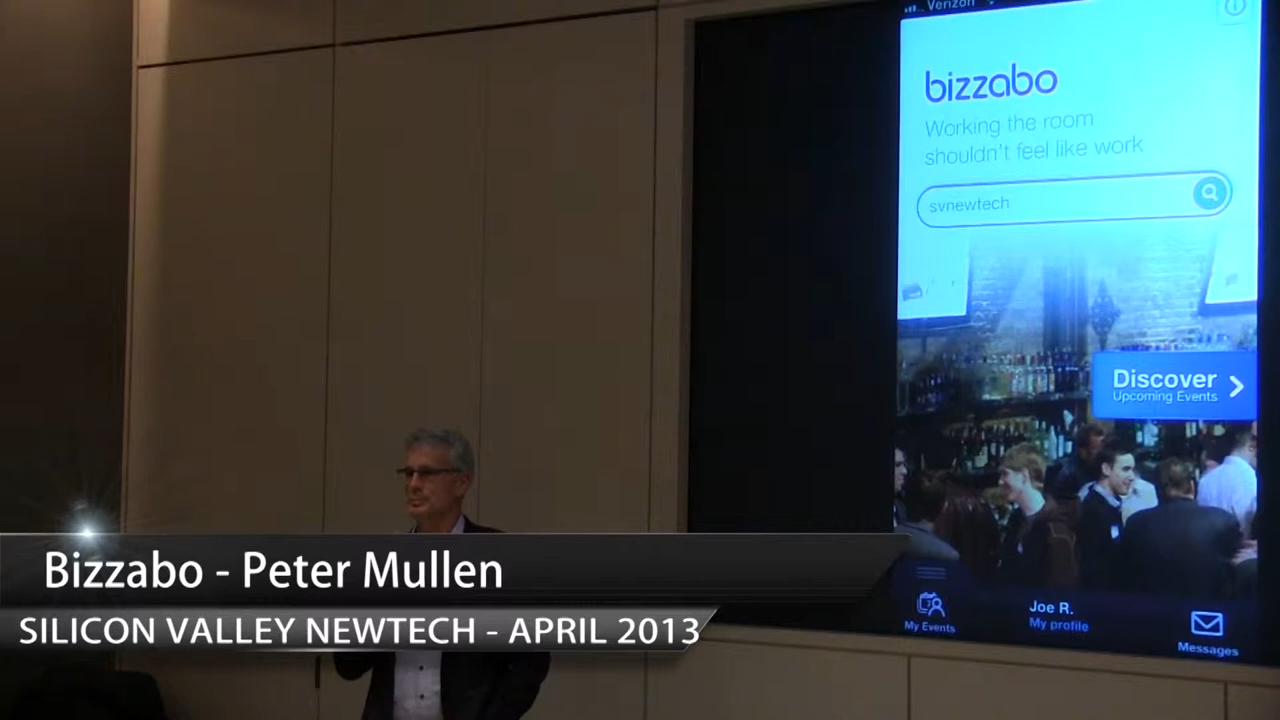 Verizon
bizzabo
Working the room
shouldn't feel like work
svnewtech
Discover
Upcoming Events
Bizzabo - Peter Mullen
SILICON VALLEY NEWTECH - APRIL 2013
My Events
Joe R.
My profile
Messages